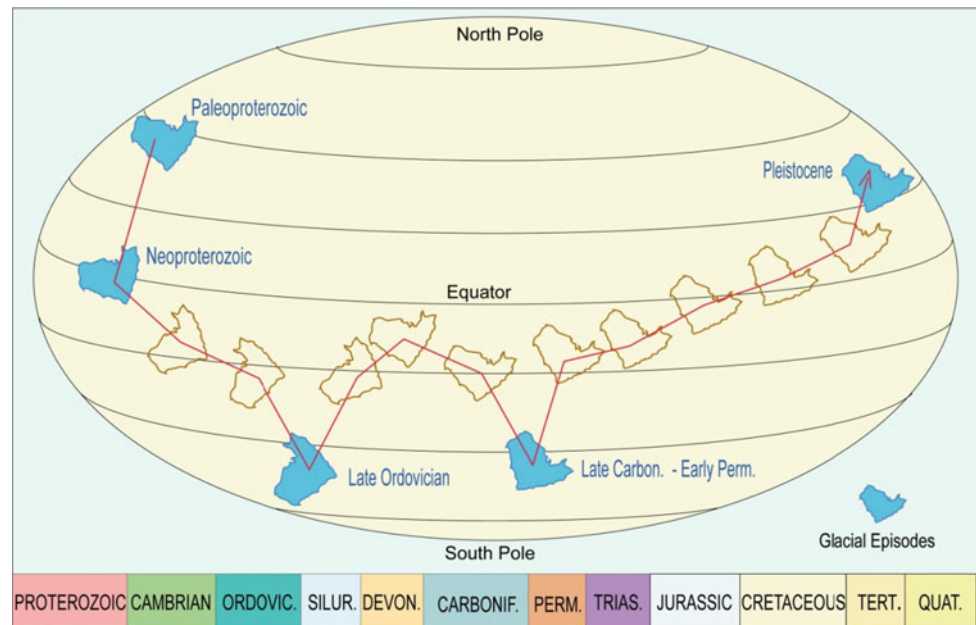 North Pole
Paleoproterozoic
Pleistocene
Neoproterozoic
Equator
Late Ordovician
Late Carbon. - Early Perm.
Glacial Episodes
South Pole
PROTEROZOIC CAMBRIAN ORDOVIC. SILUR. DEVON. CARBONIF. PERM. TRIAS. JURASSIC CRETACEOUS TERT. QUAT.